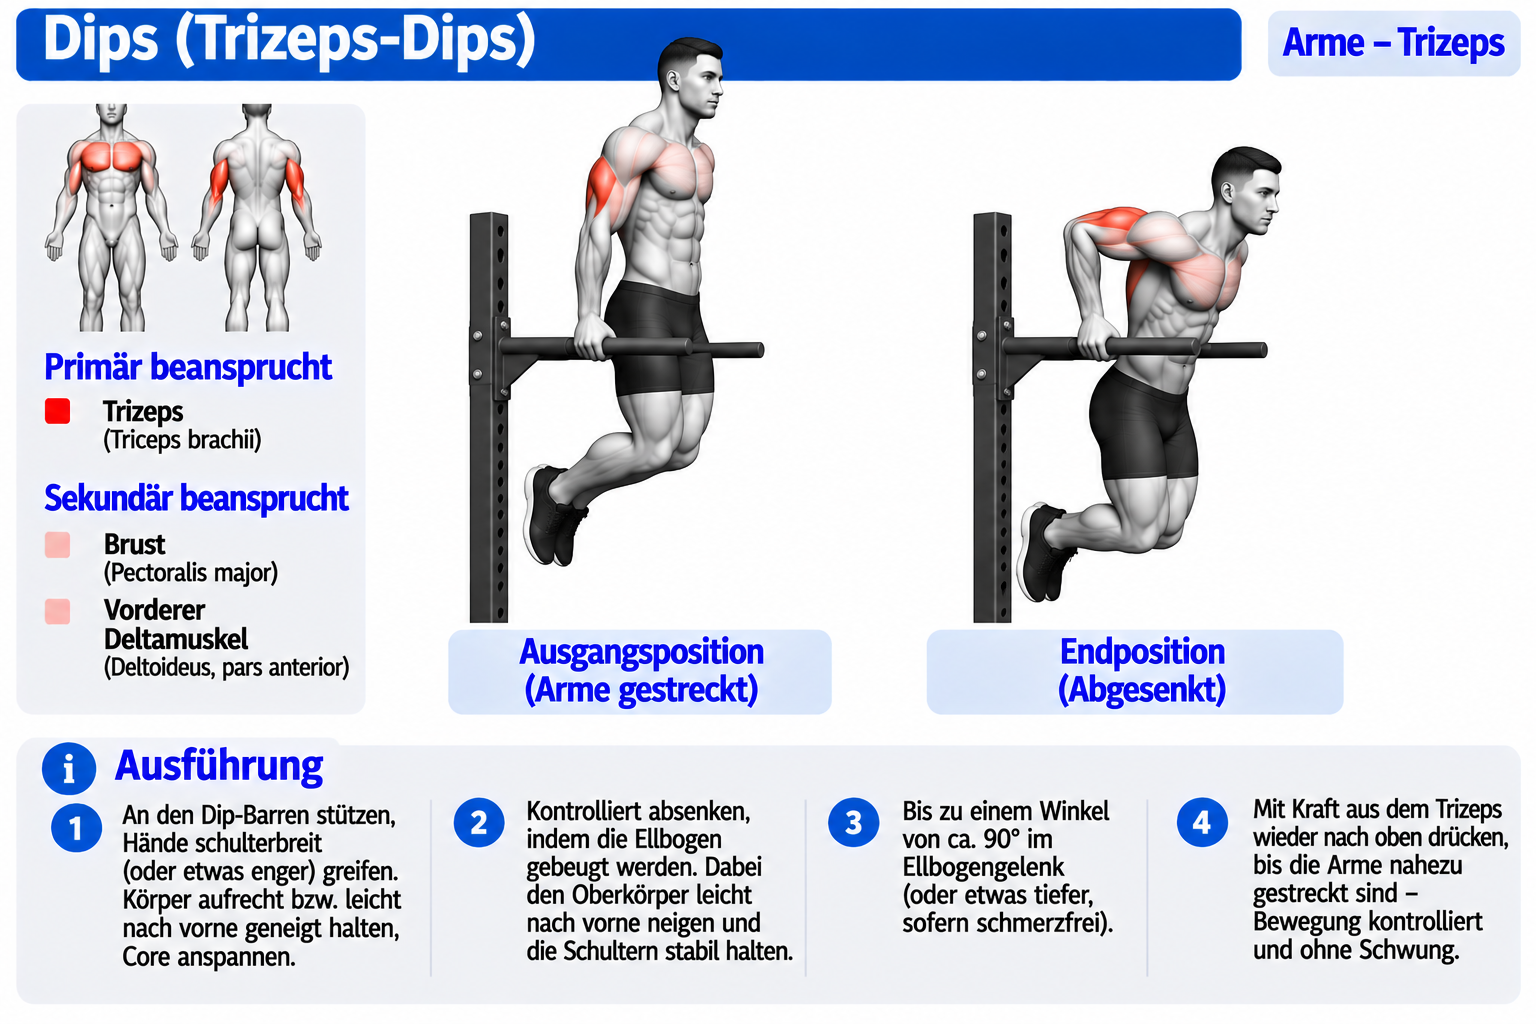 Dips (Trizeps-Dips)
Arme – Trizeps
Primär beansprucht
Trizeps
(Triceps brachii)
Sekundär beansprucht
Brust
(Pectoralis major)
Vorderer
Deltamuskel
(Deltoideus, pars anterior)
Ausgangsposition
(Arme gestreckt)
Endposition
(Abgesenkt)
i Ausführung
1
An den Dip-Barren stützen,
Hände schulterbreit
(oder etwas enger) greifen.
Körper aufrecht bzw. leicht
nach vorne geneigt halten,
Core anspannen.
2
Kontrolliert absenken,
indem die Ellbogen
gebeugt werden. Dabei
den Oberkörper leicht
nach vorne neigen und
die Schultern stabil halten.
3
Bis zu einem Winkel
von ca. 90° im
Ellbogengelenk
(oder etwas tiefer,
sofern schmerzfrei).
4
Mit Kraft aus dem Trizeps
wieder nach oben drücken,
bis die Arme nahezu
gestreckt sind –
Bewegung kontrolliert
und ohne Schwung.